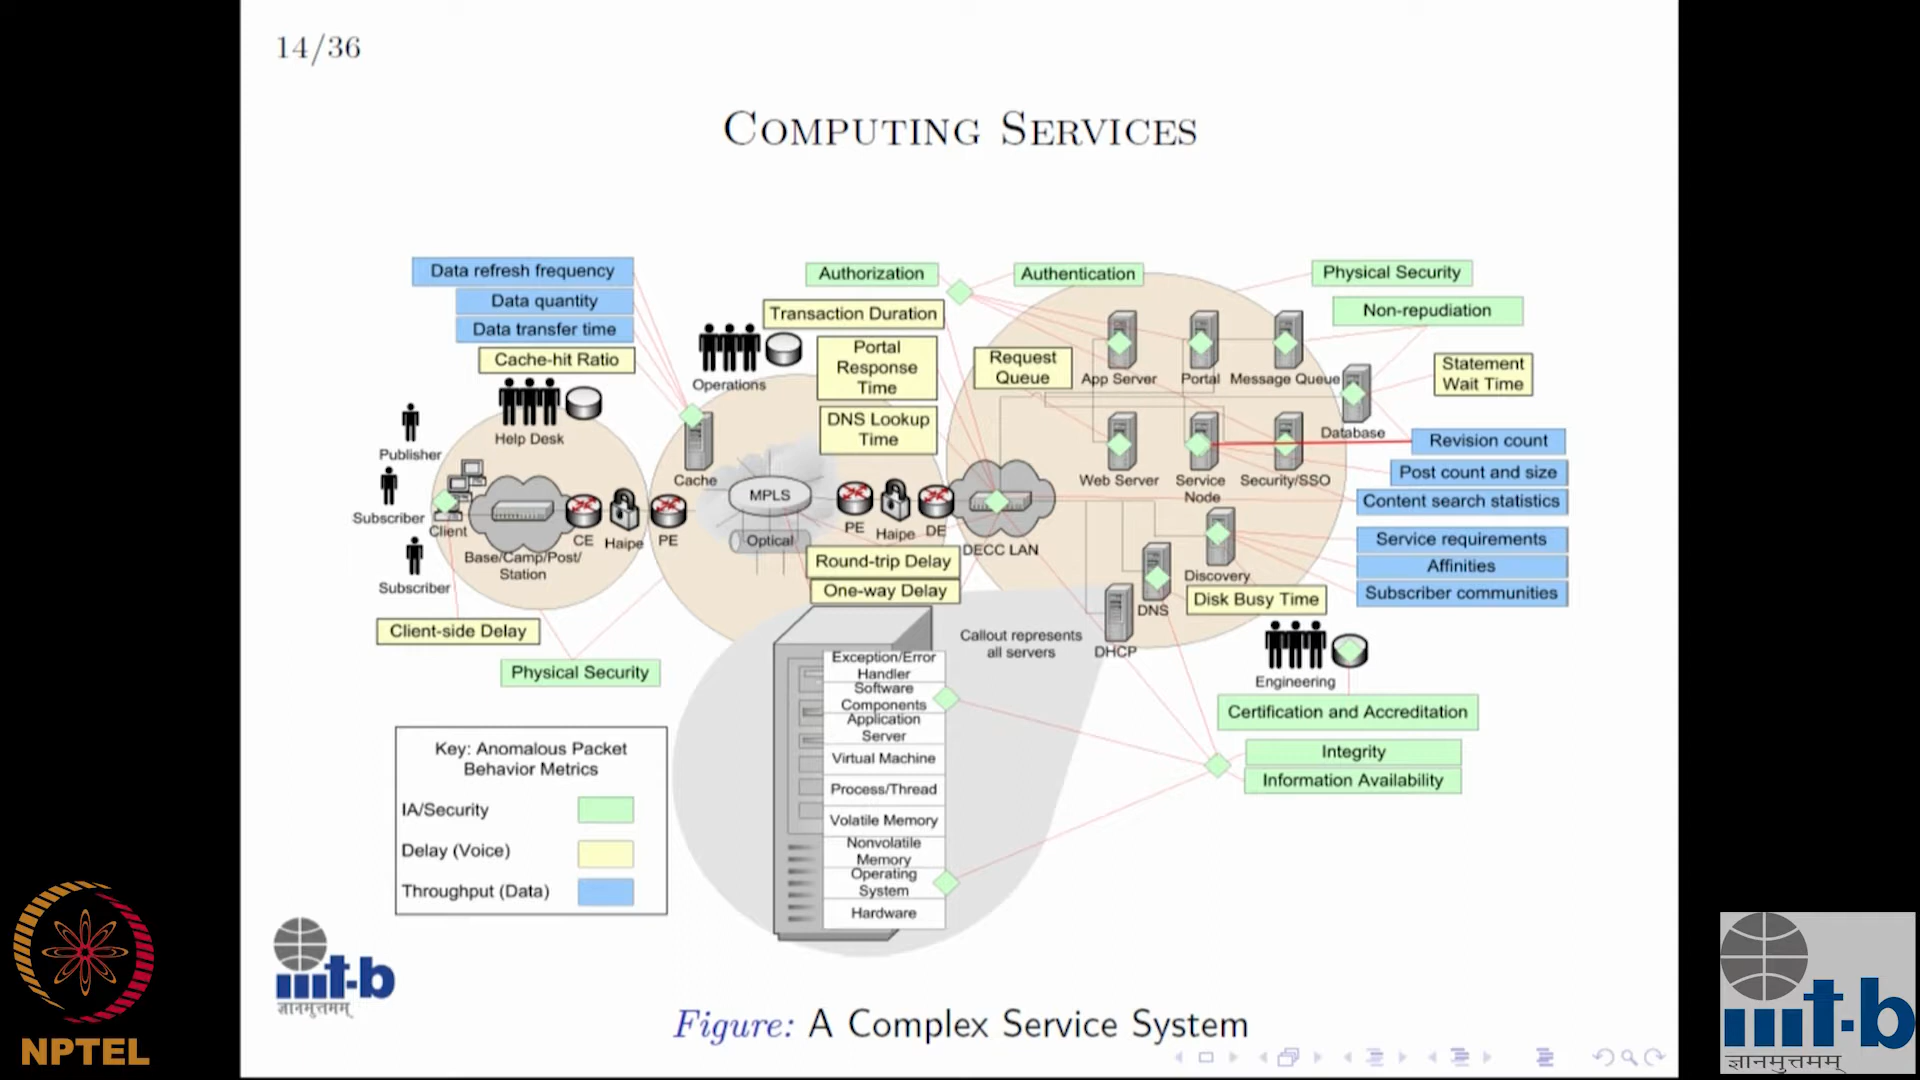 14/36
COMPUTING SERVICES
Data refresh frequency
Data quantity
Data transfer time
Cache-hit Ratio
Help Desk
Publisher
Subscriber
Subscriber
Client
Base/Camp/Post/
Station
CE
Haipe
PE
Client-side Delay
Physical Security
Operations
Cache
MPLS
Optical
PE
Haipe
DE
Authorization
Authentication
Transaction Duration
Portal
Response
Time
DNS Lookup
Time
Round-trip Delay
One-way Delay
DECC LAN
Request
Queue
App Server
Portal
Message Queue
Web Server
Service
Node
Security/SSO
Database
Discovery
DNS
DHCP
Disk Busy Time
Physical Security
Non-repudiation
Statement
Wait Time
Revision count
Post count and size
Content search statistics
Service requirements
Affinities
Subscriber communities
Engineering
Certification and Accreditation
Integrity
Information Availability
Callout represents
all servers
Exception/Error
Handler
Software
Components
Application
Server
Virtual Machine
Process/Thread
Volatile Memory
Nonvolatile
Memory
Operating
System
Hardware
Key: Anomalous Packet
Behavior Metrics
IA/Security
Delay (Voice)
Throughput (Data)
iiit-b
ज्ञानमुत्तमम्
Figure: A Complex Service System
NPTEL
iiit-b
ज्ञानमुत्तमम्